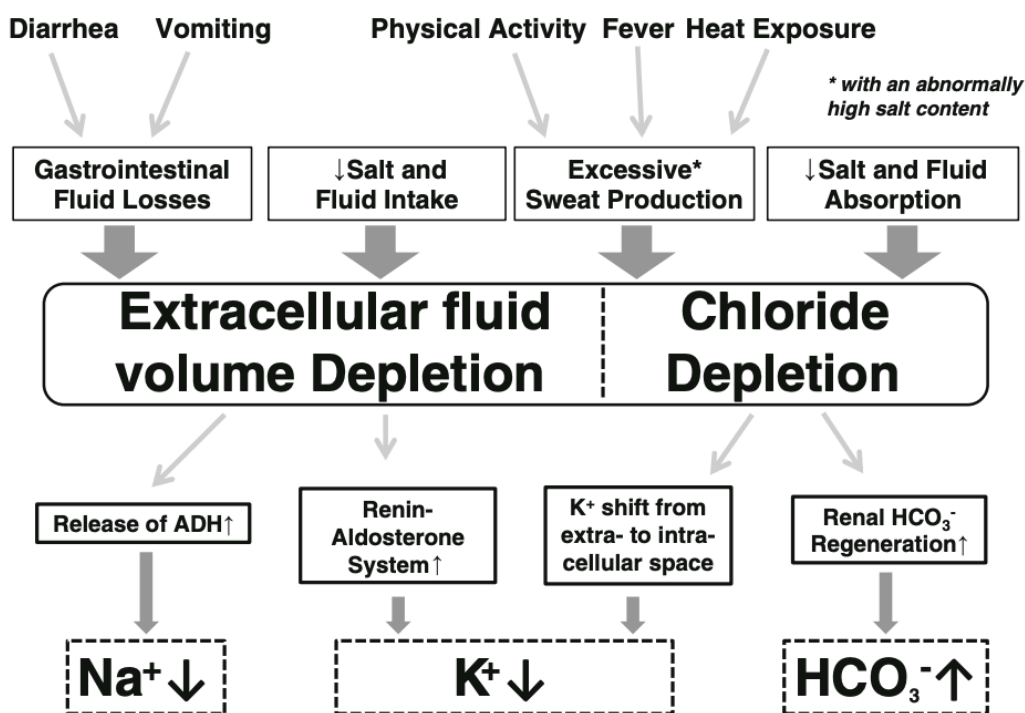 Diarrhea Vomiting Physical Activity Fever Heat Exposure
* with an abnormally
high salt content
Gastrointestinal
Fluid Losses
↓Salt and
Fluid Intake
Excessive*
Sweat Production
↓Salt and Fluid
Absorption
Extracellular fluid
volume Depletion
Chloride
Depletion
Release of ADH↑
Renin-
Aldosterone
System↑
K⁺ shift from
extra- to intra-
cellular space
Renal HCO₃⁻
Regeneration↑
Na⁺↓
K⁺↓
HCO₃⁻↑